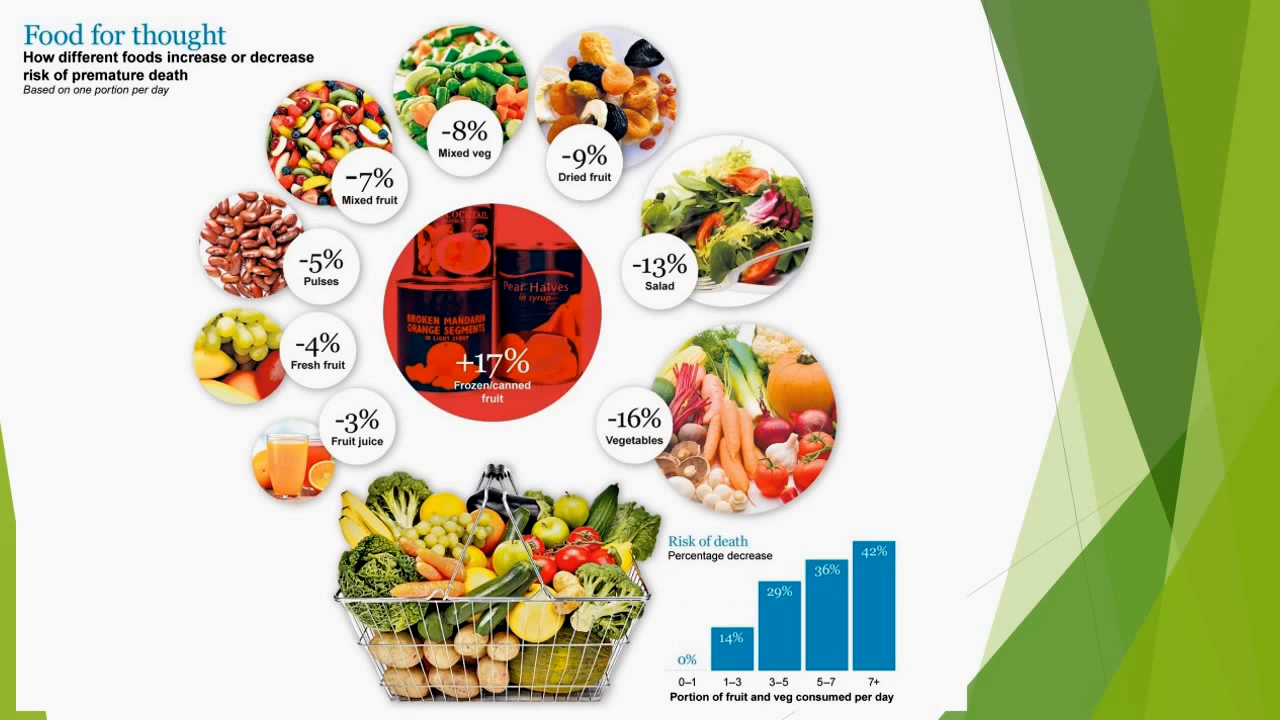 Food for thought
How different foods increase or decrease
risk of premature death
Based on one portion per day
-8%
Mixed veg
-9%
Dried fruit
-7%
Mixed fruit
-13%
Salad
-5%
Pulses
COCKTAIL
Pear Halves
in syrup
BROKEN MANDARIN
ORANGE SEGMENTS
IN LIGHT SYRUP
+17%
Frozen/canned
fruit
-4%
Fresh fruit
-3%
Fruit juice
-16%
Vegetables
Risk of death
Percentage decrease
0%
14%
29%
36%
42%
0–1 1–3 3–5 5–7 7+
Portion of fruit and veg consumed per day